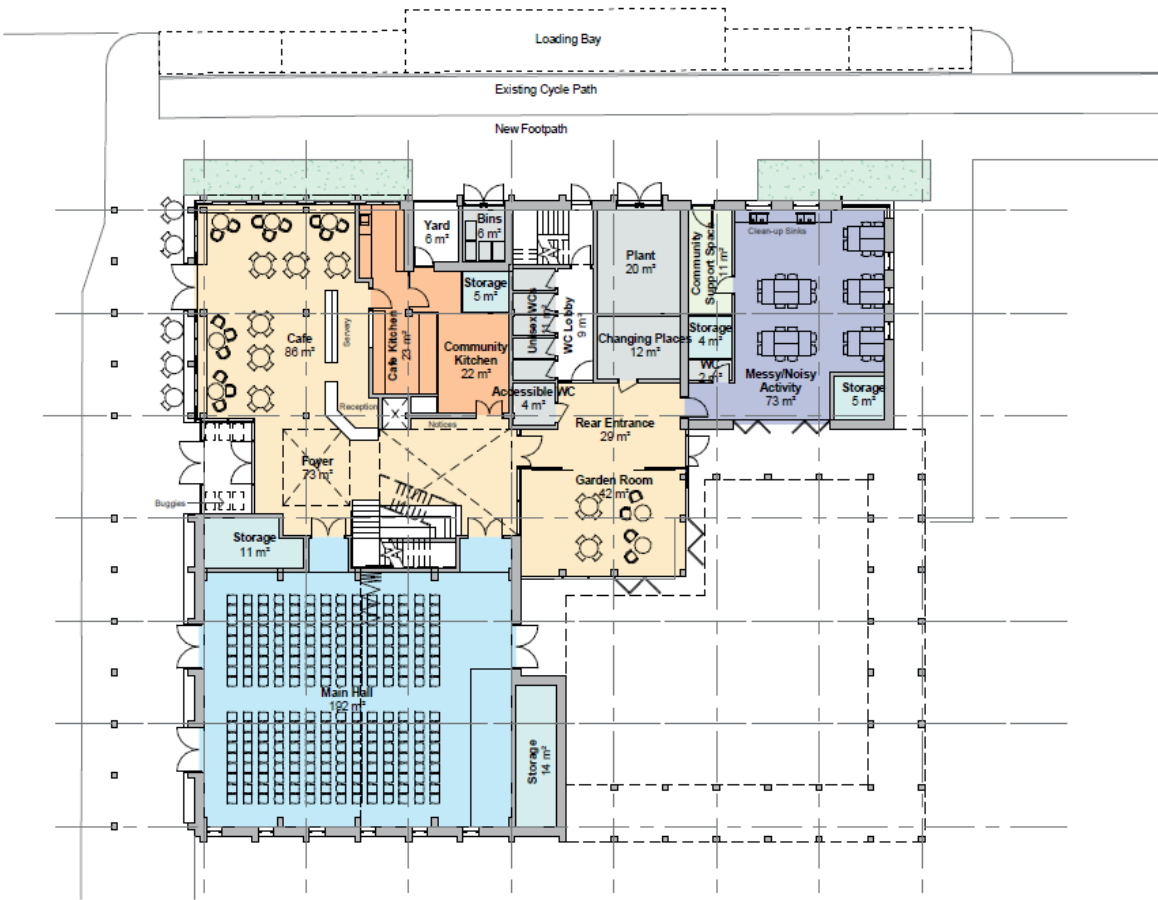 Loading Bay
Existing Cycle Path
New Footpath
Yard
6 m²
Bins
6 m²
Storage
5 m²
Plant
20 m²
Community
Support Space
11 m²
Clean-up Sinks
Cafe
86 m²
Servery
Cafe Kitchen
23 m²
Community
Kitchen
22 m²
Unisex WCs
11 m²
WC Lobby
9 m²
Changing Places
12 m²
Storage
4 m²
WC
2 m²
Messy/Noisy
Activity
73 m²
Storage
5 m²
Accessible WC
4 m²
Reception
Notices
Rear Entrance
29 m²
Foyer
73 m²
Garden Room
42 m²
Buggies
Storage
11 m²
Main Hall
192 m²
Storage
14 m²